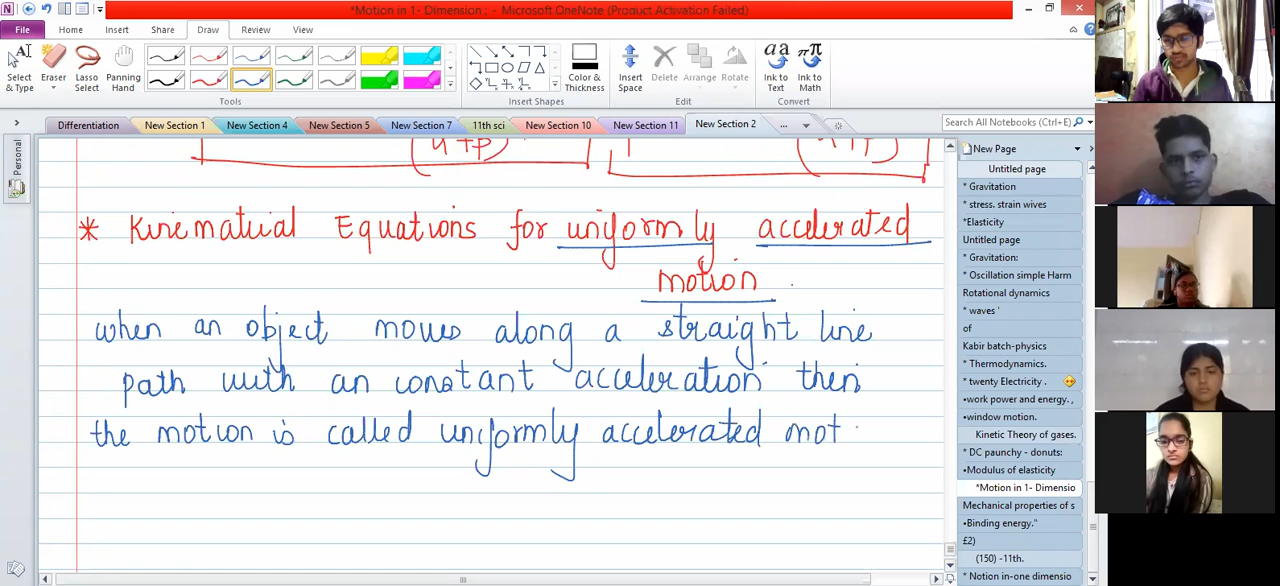 *Motion in 1- Dimension ; - Microsoft OneNote (Product Activation Failed)
File Home Insert Share Draw Review View
Select & Type
Eraser
Lasso Select
Panning Hand
Color & Thickness
Insert Space
Delete
Arrange
Rotate
Ink to Text
Ink to Math
Tools
Insert Shapes
Edit
Convert
Differentiation New Section 1 New Section 4 New Section 5 New Section 7 11th sci New Section 10 New Section 11 New Section 2 ...
Search All Notebooks (Ctrl+E)
Personal
* Kinematical Equations for uniformly accelerated
motion
when an object moves along a straight line
path with an constant acceleration then
the motion is called uniformly accelerated mot
New Page
Untitled page
* Gravitation
* stress. strain wives
*Elasticity
Untitled page
* Gravitation:
* Oscillation simple Harm
Rotational dynamics
* waves '
of
Kabir batch-physics
* Thermodynamics.
* twenty Electricity .
•work power and energy. ,
•window motion.
Kinetic Theory of gases.
* DC paunchy - donuts:
•Modulus of elasticity
*Motion in 1- Dimensio
Mechanical properties of s
•Binding energy."
£2)
(150) -11th.
* Notion in-one dimensio